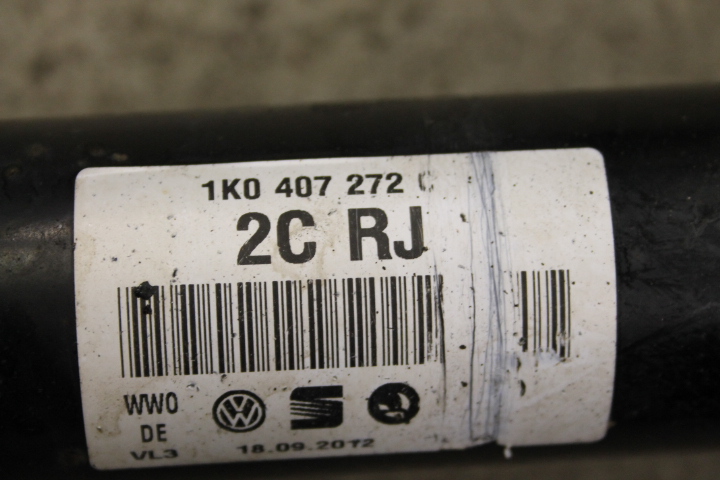 1K0 407 272
2C RJ
WWO
DE
VL3
18.09.2012